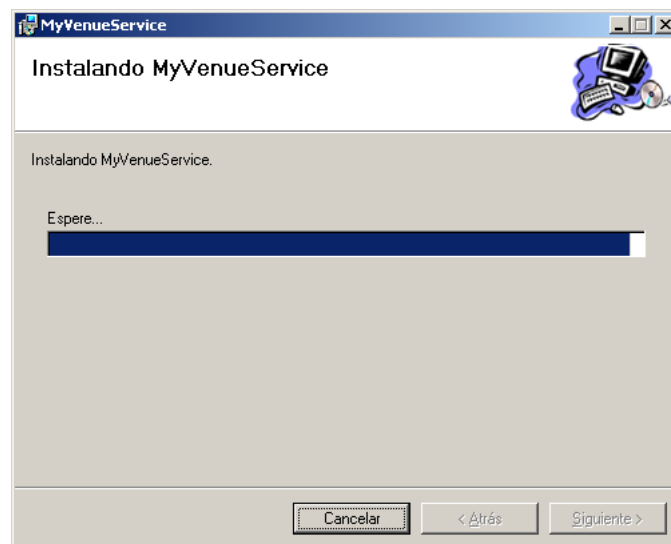 MyVenueService
Instalando MyVenueService
Instalando MyVenueService.
Espere...
Cancelar
< Atrás
Siguiente >